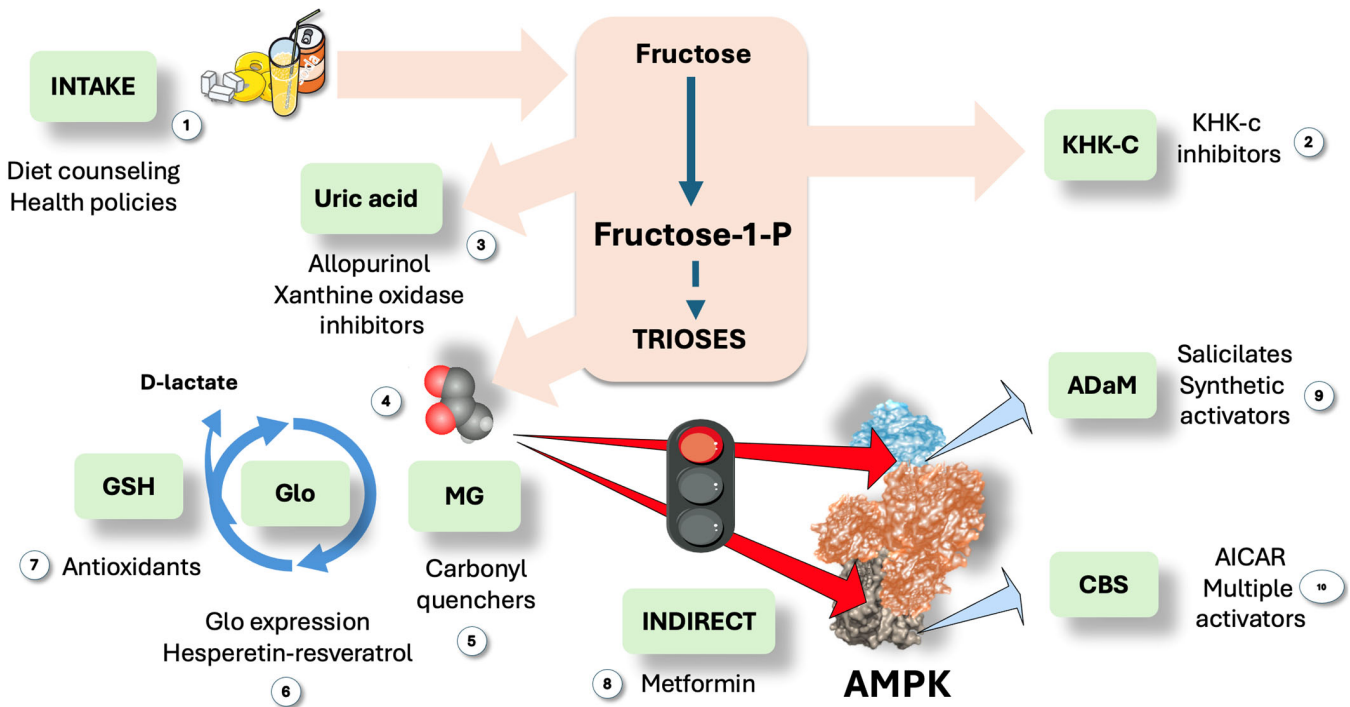 INTAKE
1
Diet counseling
Health policies
Fructose
Fructose-1-P
TRIOSES
KHK-C
KHK-c
inhibitors
2
Uric acid
3
Allopurinol
Xanthine oxidase
inhibitors
4
D-lactate
GSH
Glo
MG
7
Antioxidants
Carbonyl
quenchers
5
Glo expression
Hesperetin-resveratrol
6
INDIRECT
8
Metformin
AMPK
ADaM
Salicilates
Synthetic
activators
9
CBS
AICAR
Multiple
activators
10